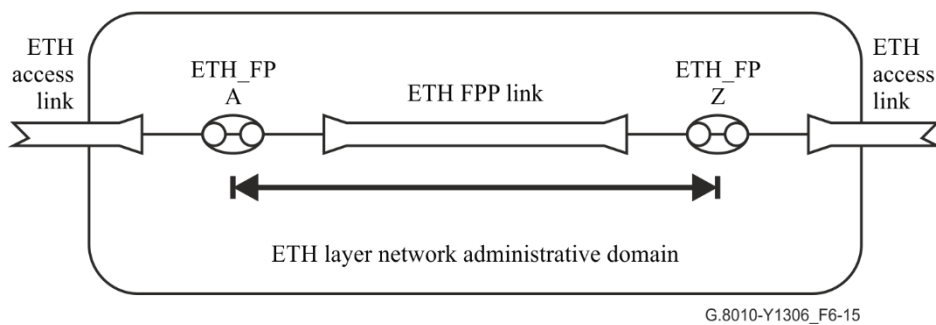 ETH
access
link
ETH_FP
A
ETH FPP link
ETH_FP
Z
ETH
access
link
ETH layer network administrative domain
G.8010-Y1306_F6-15